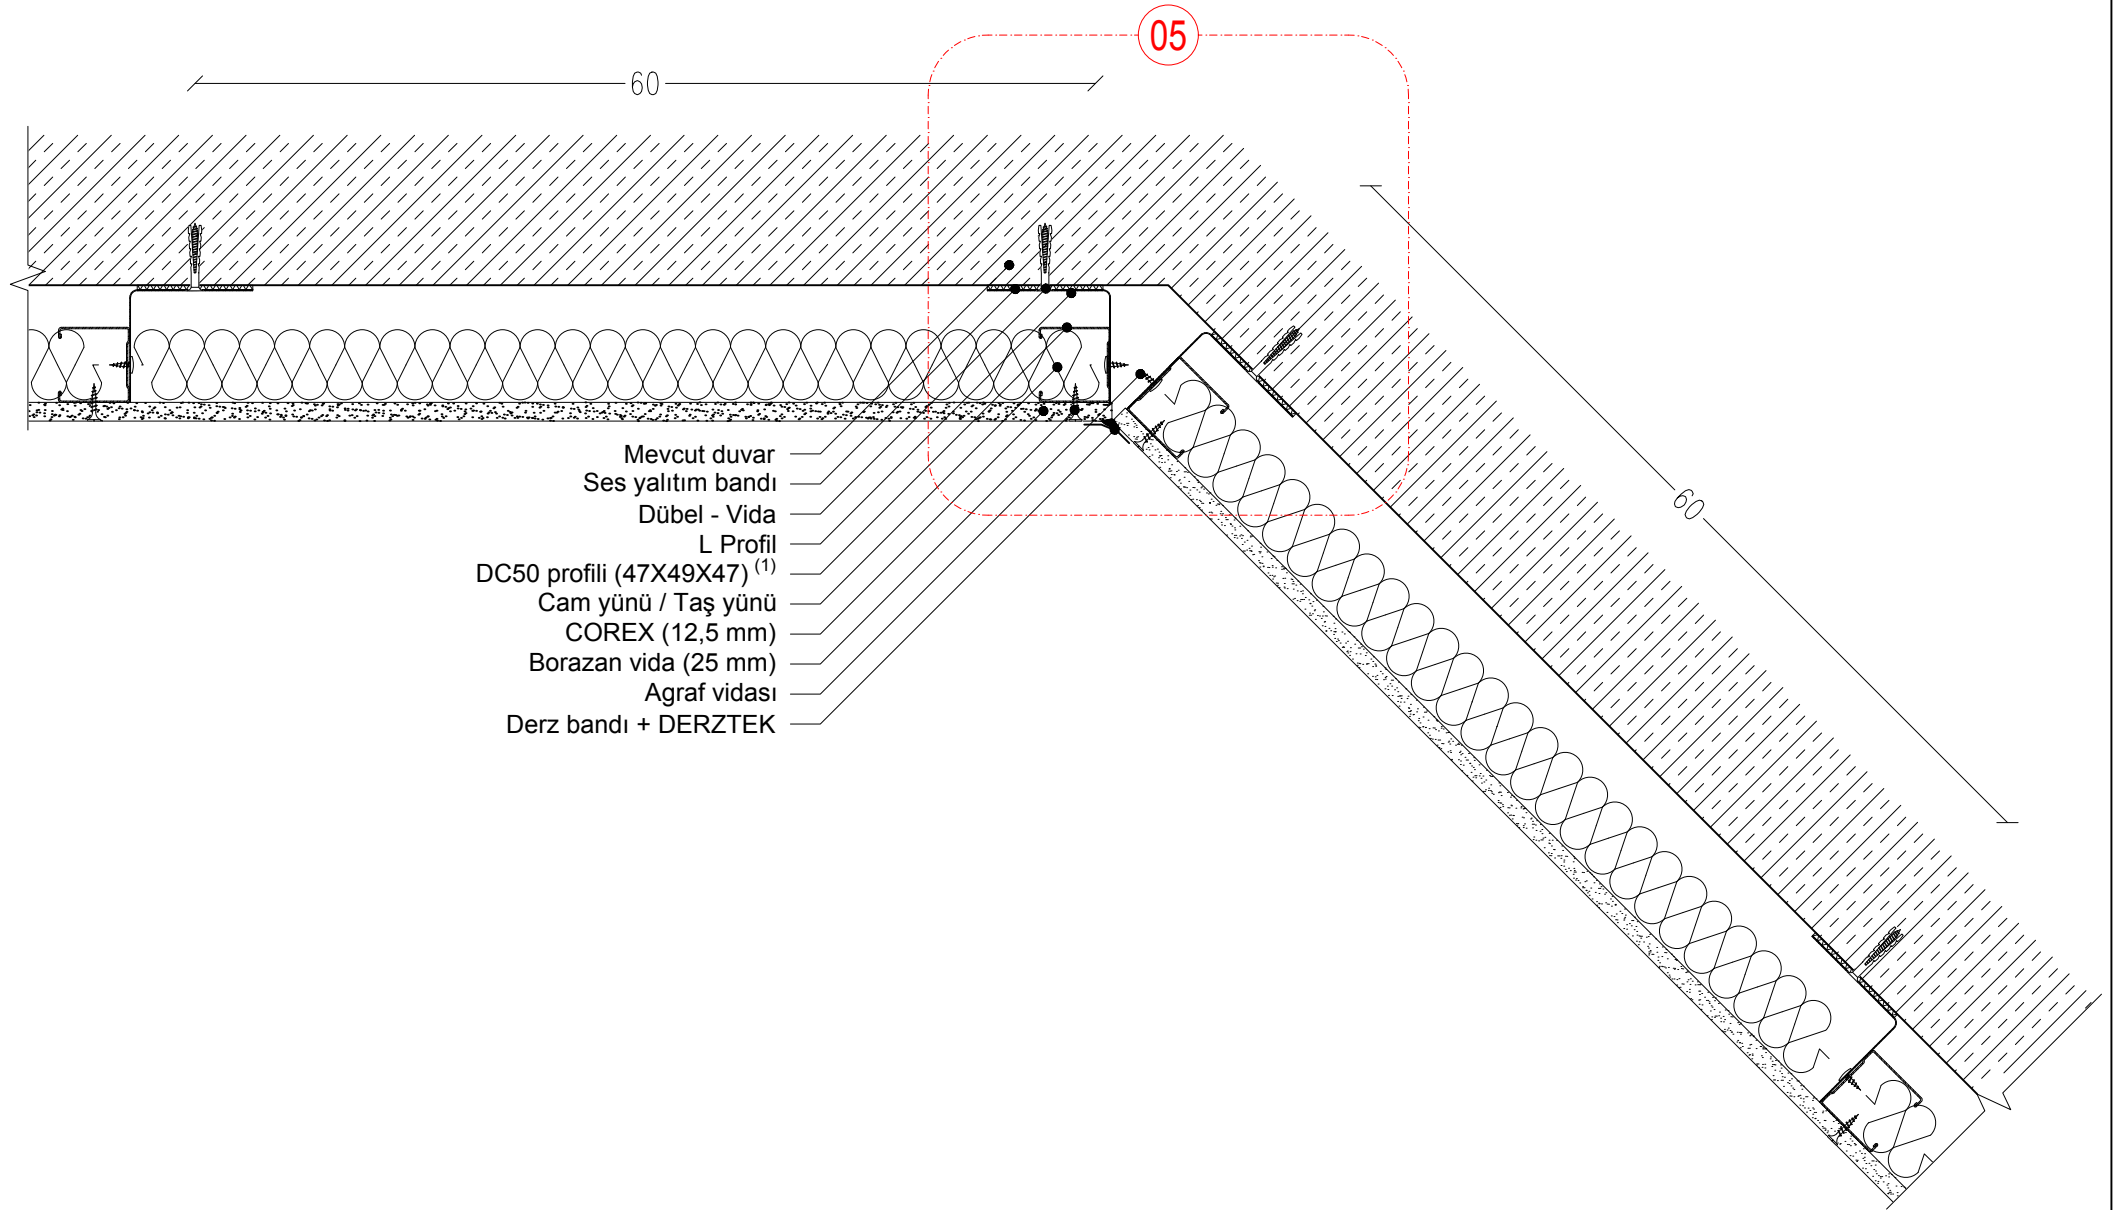 05
60
Mevcut duvar
Ses yalıtım bandı
Dübel - Vida
L Profil
DC50 profili (47X49X47) (1)
Cam yünü / Taş yünü
COREX (12,5 mm)
Borazan vida (25 mm)
Agraf vidası
Derz bandı + DERZTEK
60